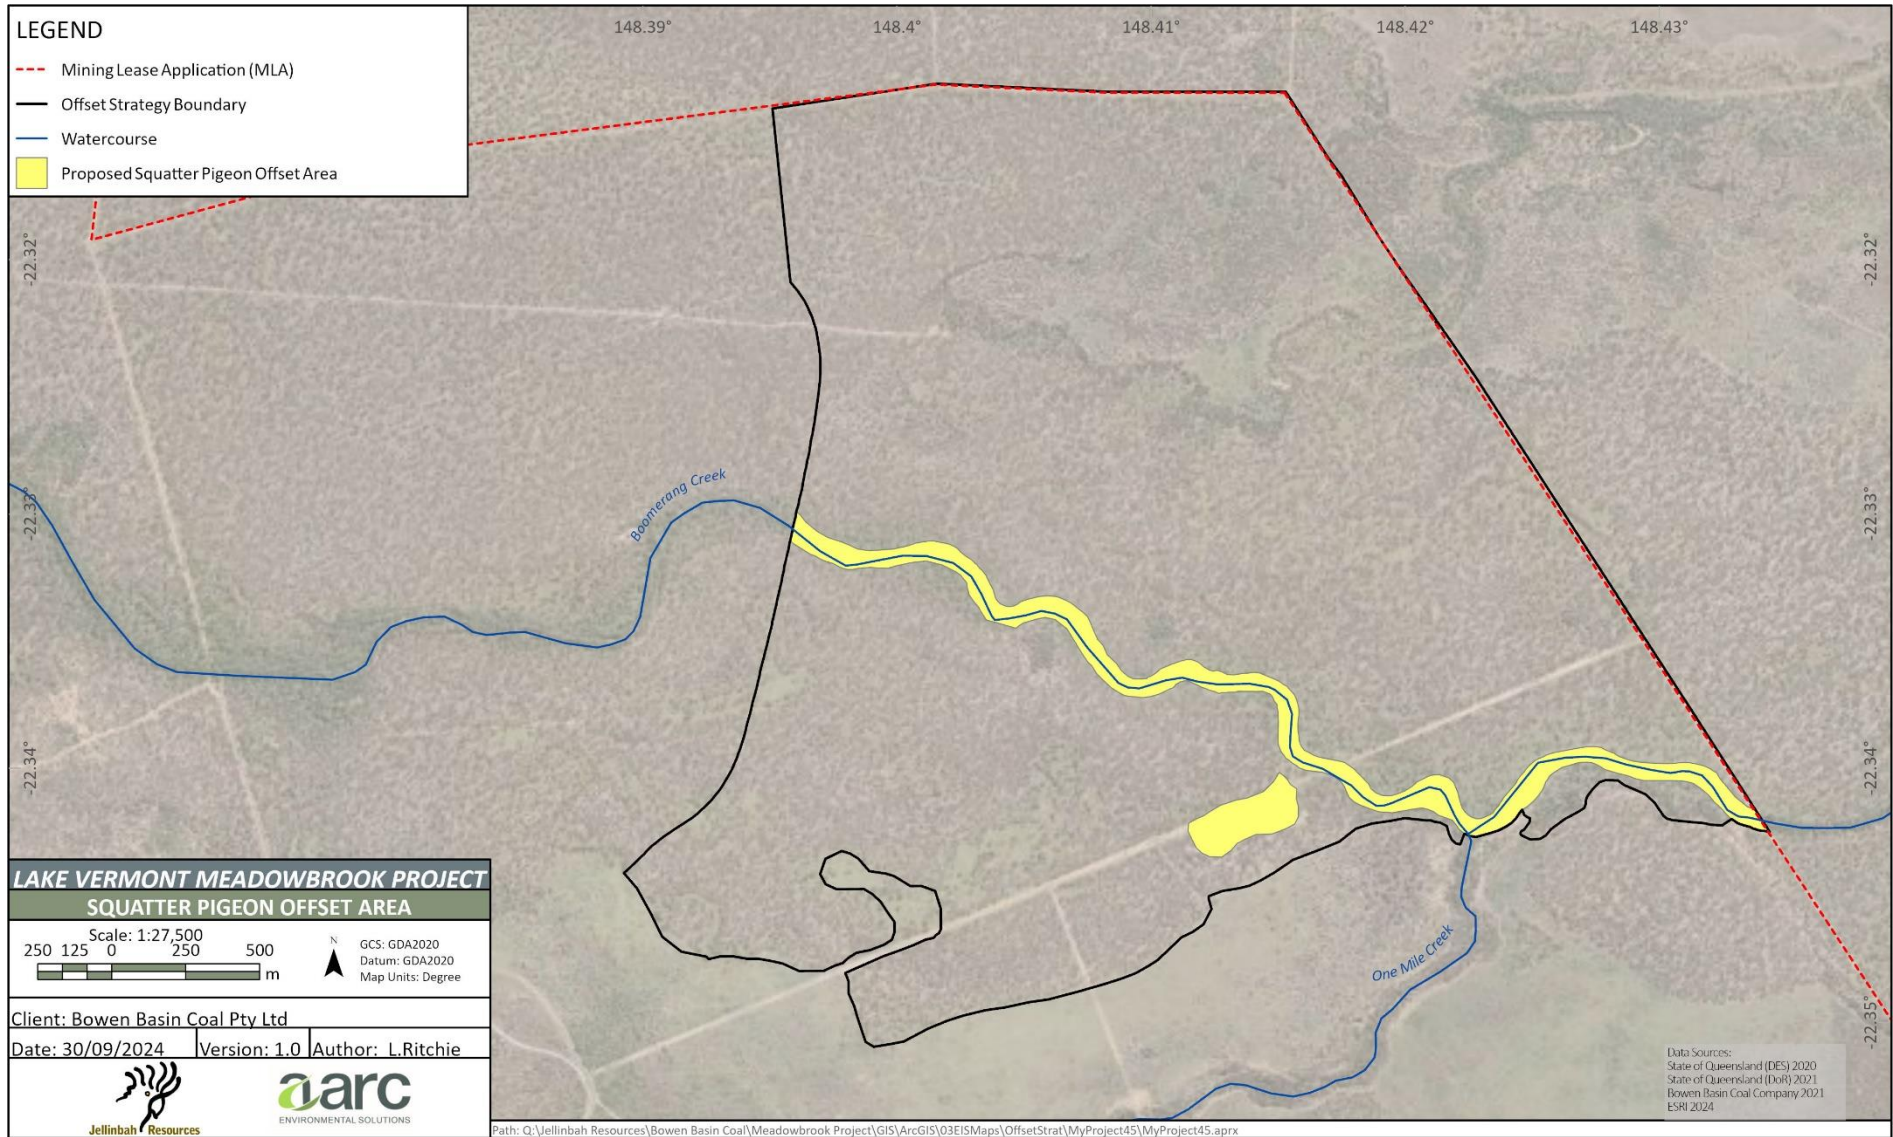 LEGEND
Mining Lease Application (MLA)
Offset Strategy Boundary
Watercourse
Proposed Squatter Pigeon Offset Area
148.39°
148.4°
148.41°
148.42°
148.43°
-22.32°
-22.32°
-22.33°
-22.33°
-22.34°
-22.34°
-22.35°
Boomerang Creek
One Mile Creek
LAKE VERMONT MEADOWBROOK PROJECT
SQUATTER PIGEON OFFSET AREA
Scale: 1:27,500
250 125 0 250 500
m
N
GCS: GDA2020
Datum: GDA2020
Map Units: Degree
Client: Bowen Basin Coal Pty Ltd
Date: 30/09/2024 Version: 1.0 Author: L.Ritchie
Jellinbah Resources
aarc
ENVIRONMENTAL SOLUTIONS
Data Sources:
State of Queensland (DES) 2020
State of Queensland (DoR) 2021
Bowen Basin Coal Company 2021
ESRI 2024
Path: Q:\Jellinbah Resources\Bowen Basin Coal\Meadowbrook Project\GIS\ArcGIS\03EISMaps\OffsetStrat\MyProject45\MyProject45.aprx